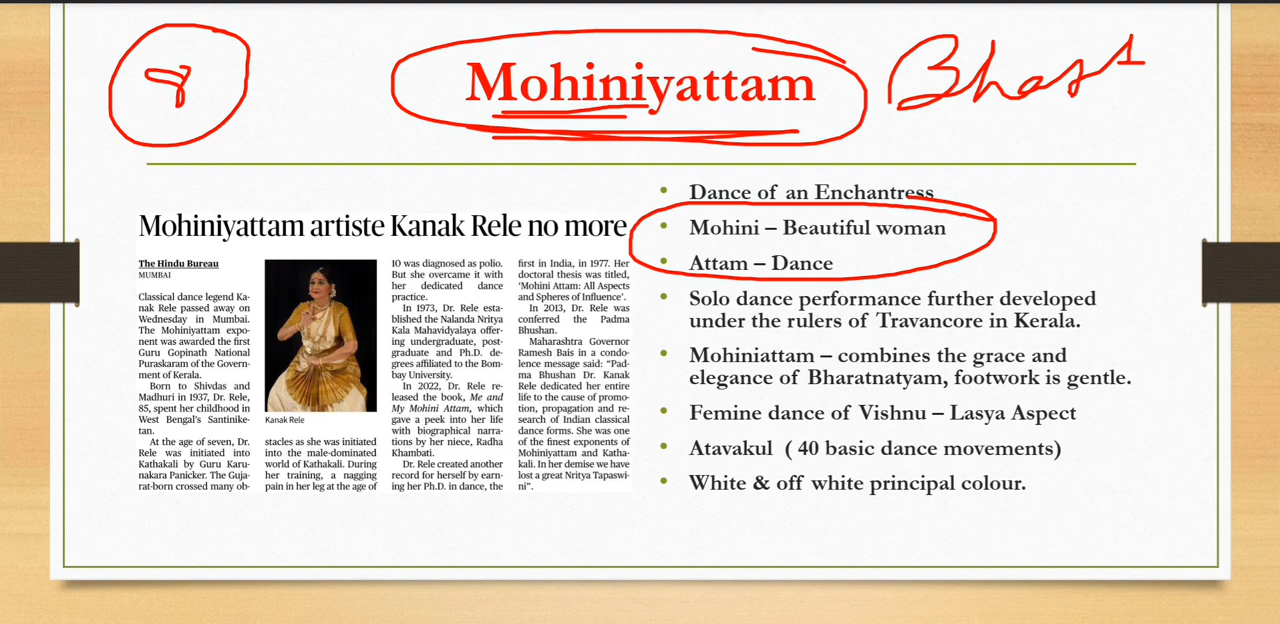 8
Mohiniyattam
Mohiniyattam artiste Kanak Rele no more
The Hindu Bureau
MUMBAI
Classical dance legend Ka-
nak Rele passed away on
Wednesday in Mumbai.
The Mohiniyattam expo-
nent was awarded the first
Guru Gopinath National
Puraskaram of the Govern-
ment of Kerala.
Born to Shivdas and
Madhuri in 1937, Dr. Rele,
85, spent her childhood in
West Bengal's Santinike-
tan.
At the age of seven, Dr.
Rele was initiated into
Kathakali by Guru Karu-
nakara Panicker. The Guja-
rat-born crossed many ob-
Kanak Rele
stacles as she was initiated
into the male-dominated
world of Kathakali. During
her training, a nagging
pain in her leg at the age of
10 was diagnosed as polio.
But she overcame it with
her dedicated dance
practice.
In 1973, Dr. Rele esta-
blished the Nalanda Nritya
Kala Mahavidyalaya offer-
ing undergraduate, post-
graduate and Ph.D. de-
grees affiliated to the Bom-
bay University.
In 2022, Dr. Rele re-
leased the book, Me and
My Mohini Attam, which
gave a peek into her life
with biographical narra-
tions by her niece, Radha
Khambati.
Dr. Rele created another
record for herself by earn-
ing her Ph.D. in dance, the
first in India, in 1977. Her
doctoral thesis was titled,
'Mohini Attam: All Aspects
and Spheres of Influence'.
In 2013, Dr. Rele was
conferred the Padma
Bhushan.
Maharashtra Governor
Ramesh Bais in a condo-
lence message said: "Pad-
ma Bhushan Dr. Kanak
Rele dedicated her entire
life to the cause of promo-
tion, propagation and re-
search of Indian classical
dance forms. She was one
of the finest exponents of
Mohiniyattam and Katha-
kali. In her demise we have
lost a great Nritya Tapaswi-
ni".
• Dance of an Enchantress
• Mohini – Beautiful woman
• Attam – Dance
• Solo dance performance further developed
under the rulers of Travancore in Kerala.
• Mohiniattam – combines the grace and
elegance of Bharatnatyam, footwork is gentle.
• Femine dance of Vishnu – Lasya Aspect
• Atavakul ( 40 basic dance movements)
• White & off white principal colour.